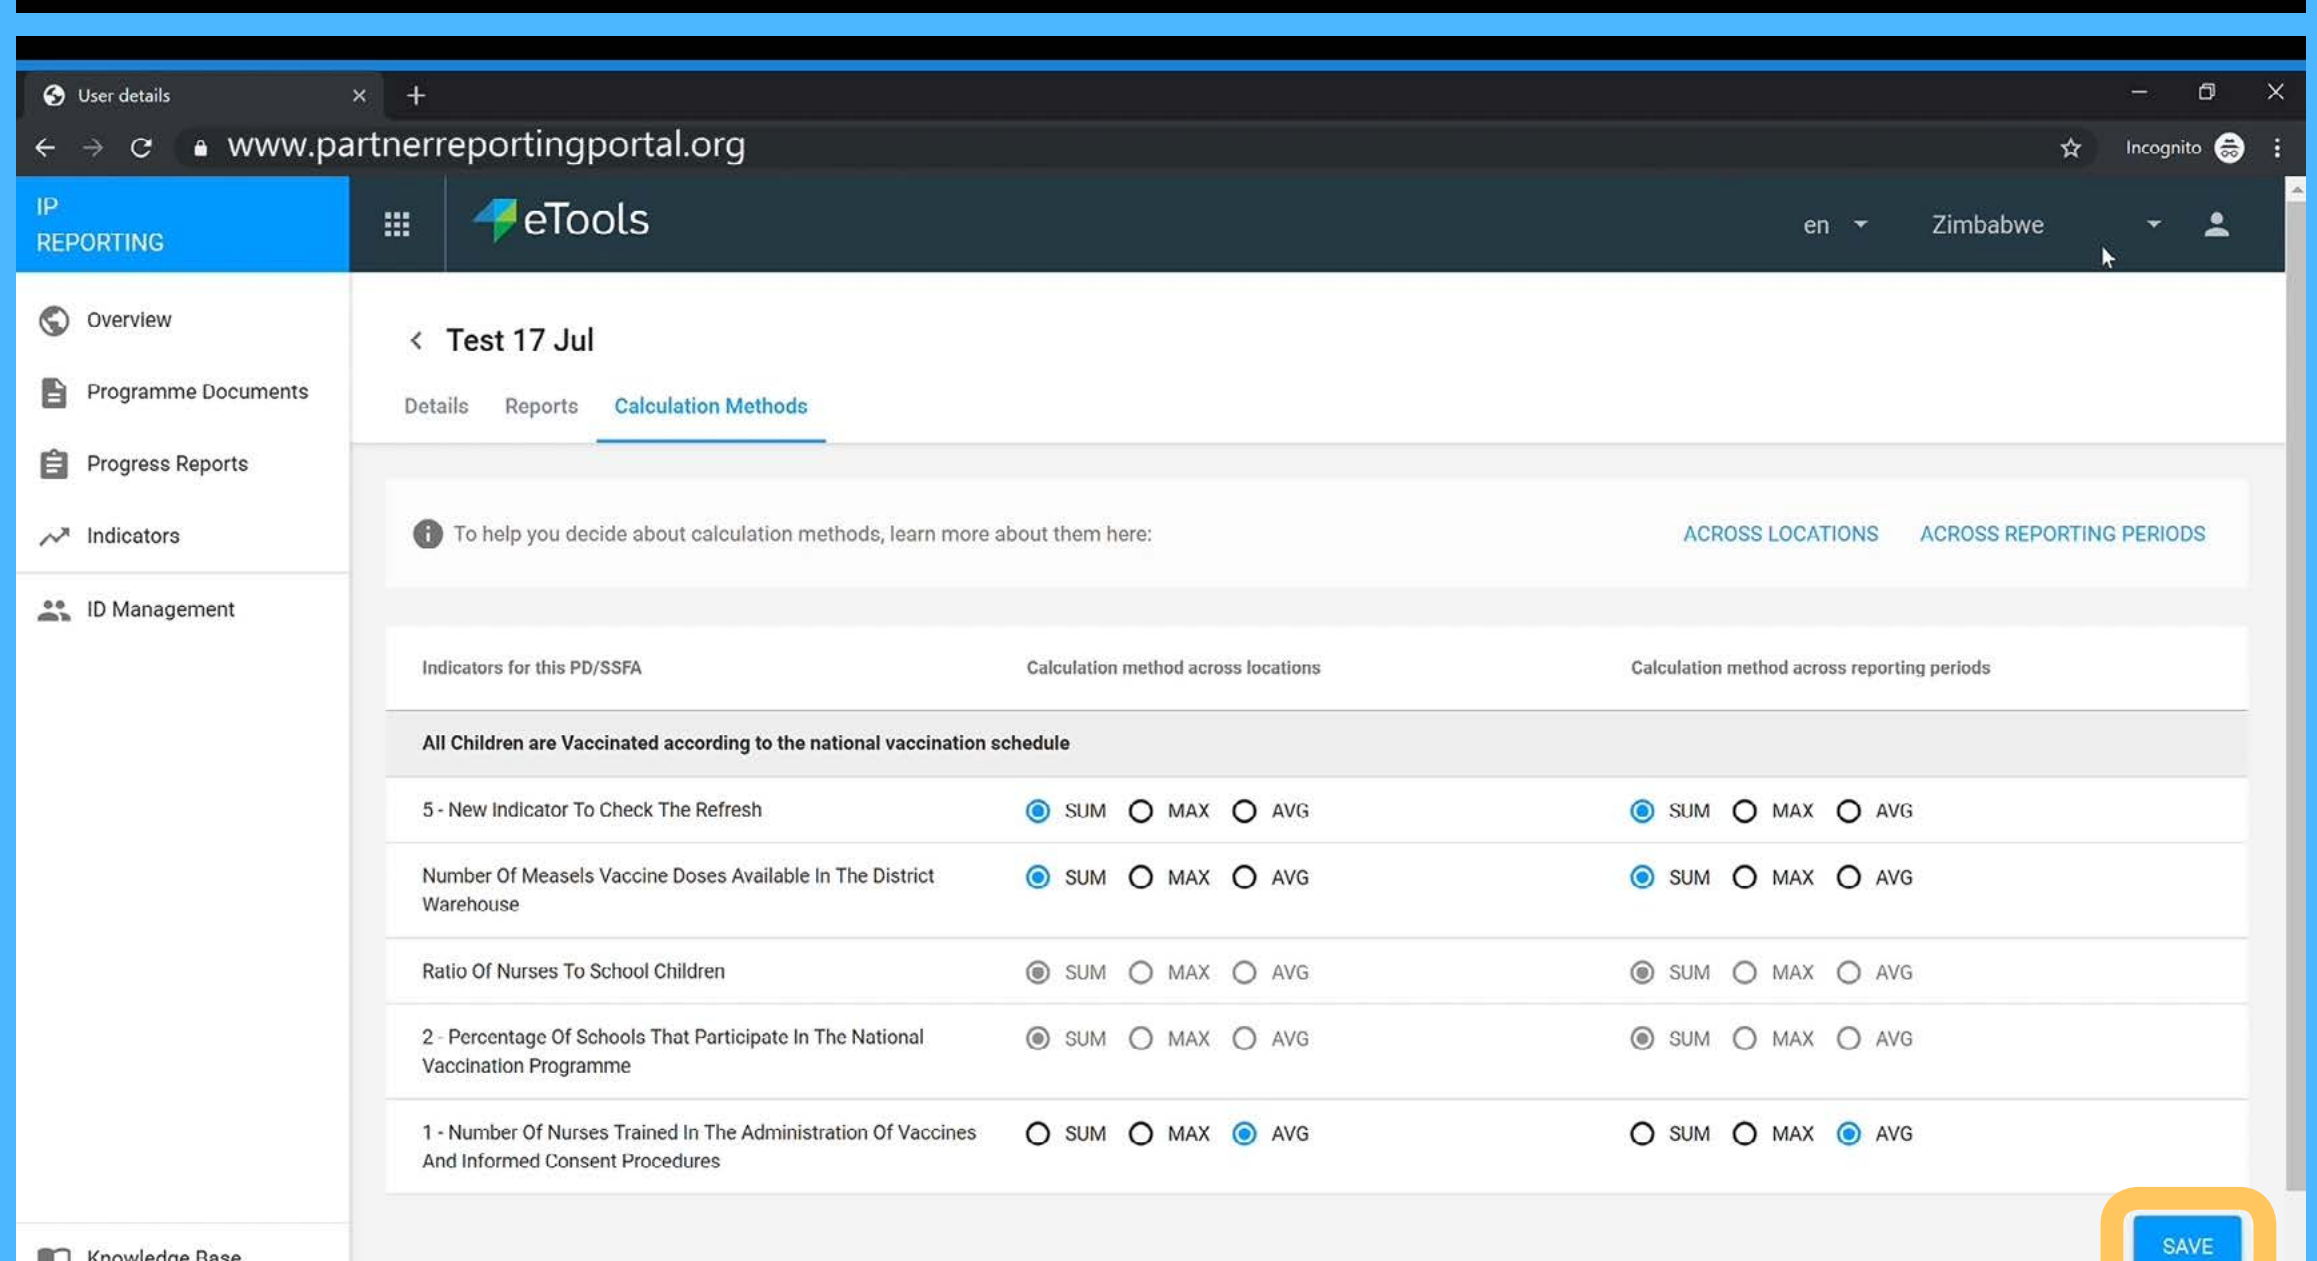 User details
www.partnerreportingportal.org
Incognito
IP
REPORTING
eTools
en
Zimbabwe
Overview
Programme Documents
Progress Reports
Indicators
ID Management
Knowledge Base
Test 17 Jul
Details Reports Calculation Methods
To help you decide about calculation methods, learn more about them here:
ACROSS LOCATIONS ACROSS REPORTING PERIODS
Indicators for this PD/SSFA Calculation method across locations Calculation method across reporting periods
All Children are Vaccinated according to the national vaccination schedule
5 - New Indicator To Check The Refresh SUM MAX AVG SUM MAX AVG
Number Of Measels Vaccine Doses Available In The District SUM MAX AVG SUM MAX AVG
Warehouse
Ratio Of Nurses To School Children SUM MAX AVG SUM MAX AVG
2 - Percentage Of Schools That Participate In The National SUM MAX AVG SUM MAX AVG
Vaccination Programme
1 - Number Of Nurses Trained In The Administration Of Vaccines SUM MAX AVG SUM MAX AVG
And Informed Consent Procedures
SAVE